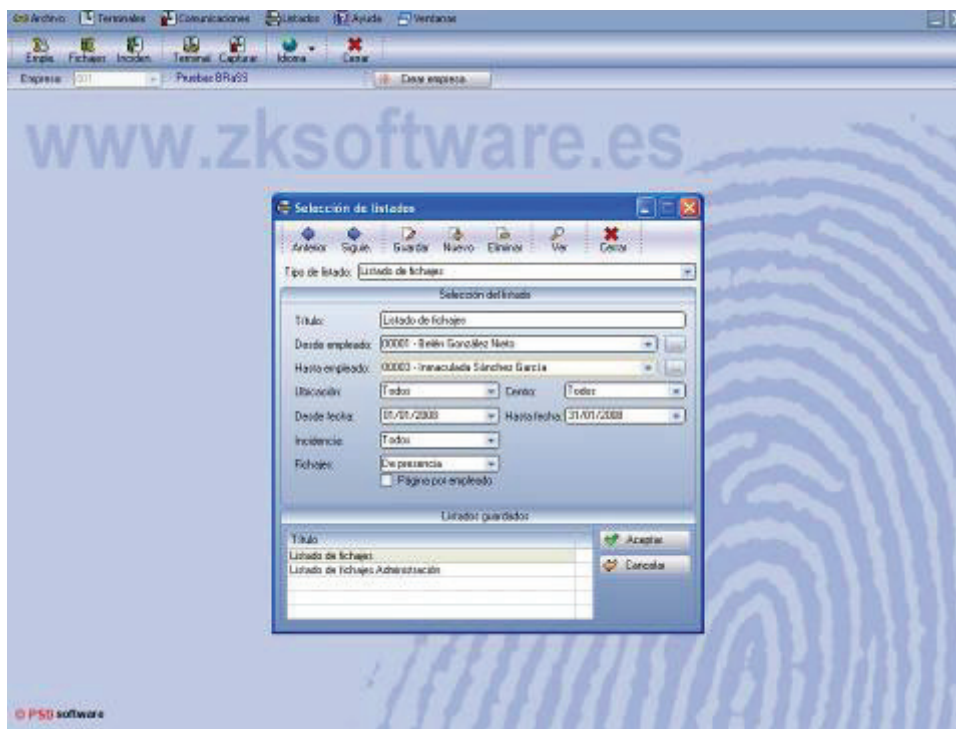 Archivo Terminales Comunicaciones Listados Ayuda Ventanas
Emple. Fichajes Inciden. Terminal Capturar Idioma Cerrar
Empresa 001 Pruebas BRaSS Cerrar empresa
www.zksoftware.es
Selección de listados
Anterior Siguie. Guardar Nuevo Eliminar Ver Cerrar
Tipo de listado: Listado de fichajes
Selección del listado
Título: Listado de fichajes
Desde empleado: 00001 - Belén González Nieto
Hasta empleado: 00003 - Inmaculada Sánchez García
Ubicación: Todos Centro: Todos
Desde fecha: 01/01/2008 Hasta fecha: 31/01/2008
Incidencia: Todos
Fichajes: De presencia
Página por empleado
Listados guardados
Título
Listado de fichajes
Listado de fichajes Administración
Aceptar
Cancelar
© PSD software